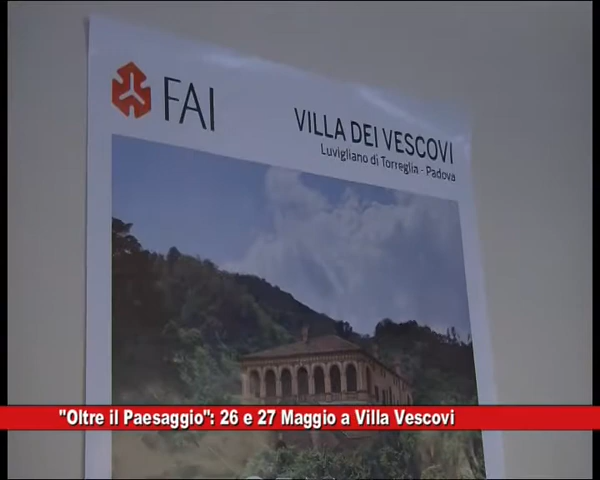 FAI
VILLA DEI VESCOVI
Luvigliano di Torreglia - Padova
"Oltre il Paesaggio": 26 e 27 Maggio a Villa Vescovi